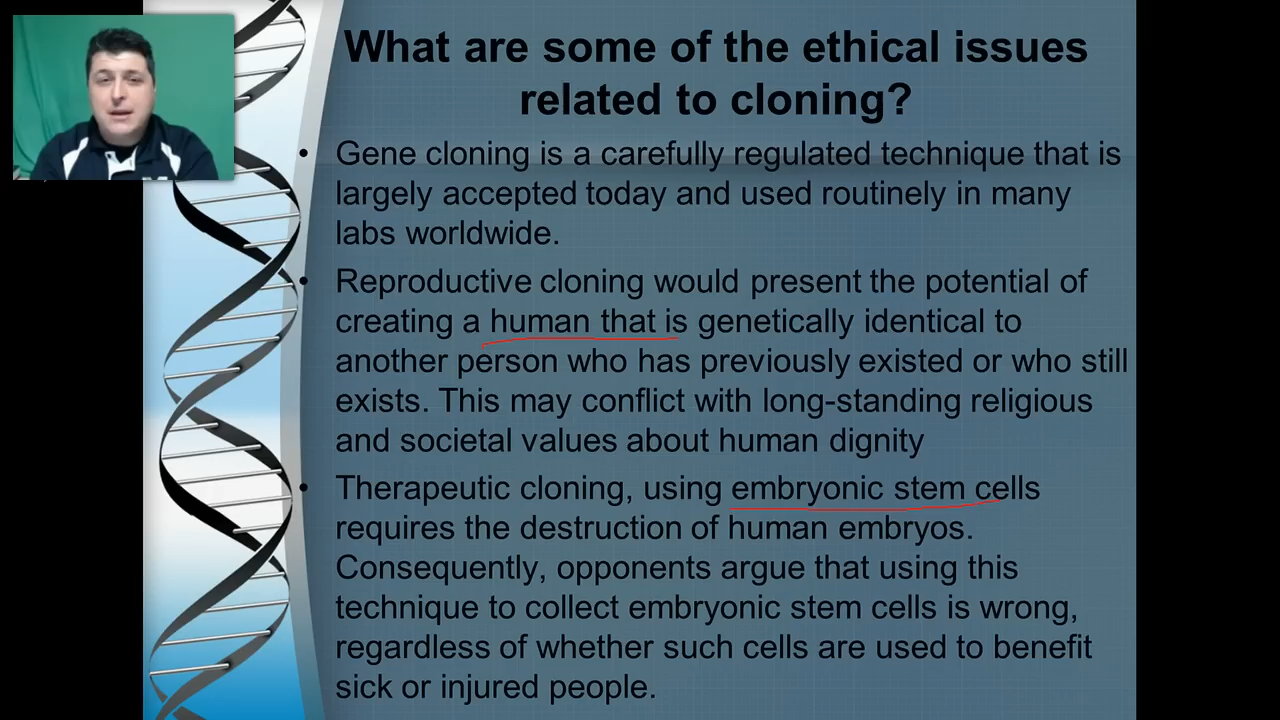 What are some of the ethical issues
related to cloning?
• Gene cloning is a carefully regulated technique that is
largely accepted today and used routinely in many
labs worldwide.
• Reproductive cloning would present the potential of
creating a human that is genetically identical to
another person who has previously existed or who still
exists. This may conflict with long-standing religious
and societal values about human dignity
• Therapeutic cloning, using embryonic stem cells
requires the destruction of human embryos.
Consequently, opponents argue that using this
technique to collect embryonic stem cells is wrong,
regardless of whether such cells are used to benefit
sick or injured people.